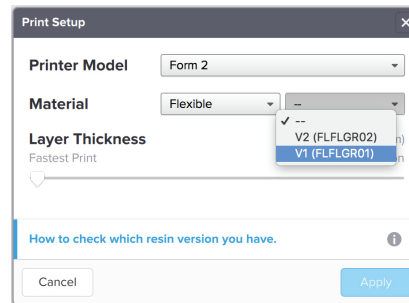 Print Setup
Printer Model Form 2
Material Flexible --
✓ --
V2 (FLFLGR02)
V1 (FLFLGR01)
Layer Thickness
Fastest Print
How to check which resin version you have.
Cancel Apply